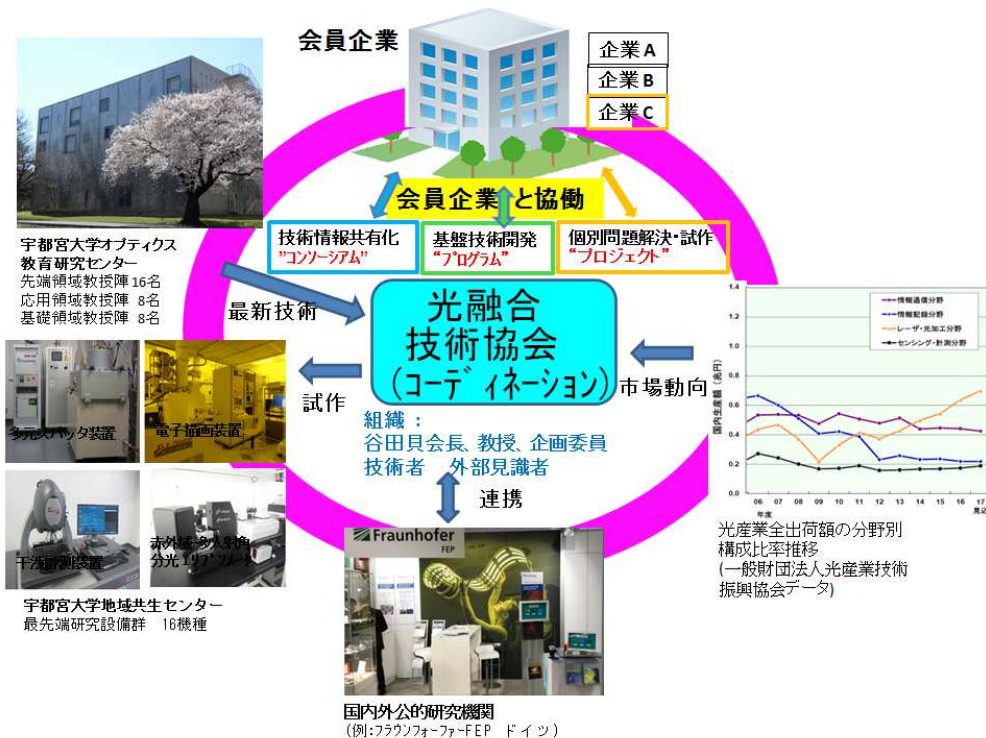 会員企業
企業 A
企業 B
企業 C
会員企業 と協働
技術情報共有化
”コンソーシアム”
基盤技術開発
“プログラム”
個別問題解決・試作
“プロジェクト”
宇都宮大学オプティクス
教育研究センター
先端領域教授陣16名
応用領域教授陣 8名
基礎領域教授陣 8名
最新技術
光融合
技術協会
(コーディネーション)
試作
市場動向
組織：
谷田貝会長、教授、企画委員
技術者 外部見識者
連携
多元スパッタ装置
電子描画装置
干渉計測装置
赤外域・多入射角
分光エリプソメータ
宇都宮大学地域共生センター
最先端研究設備群 16機種
Fraunhofer
FEP
国内外公的研究機関
(例:フラウンフォーファーFEP ドイツ)
情報通信分野
情報記録分野
レーザ・光加工分野
センシング・計測分野
国内生産額（兆円）
1.4
1.2
1.0
0.8
0.6
0.4
0.2
0.0
06 07 08 09 10 11 12 13 14 15 16 17
年度
見込
光産業全出荷額の分野別
構成比率推移
(一般財団法人光産業技術
振興協会データ)